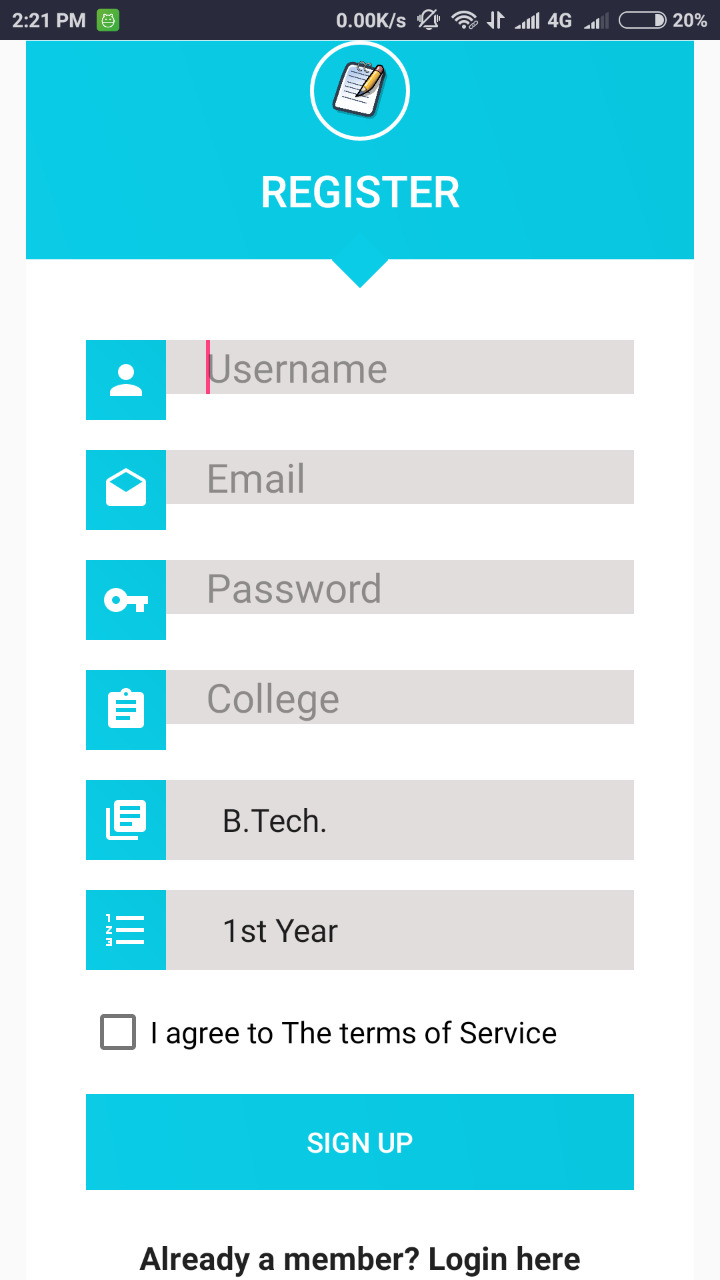 2:21 PM 0.00K/s 4G 20%
REGISTER
Username
Email
Password
College
B.Tech.
1st Year
I agree to The terms of Service
SIGN UP
Already a member? Login here